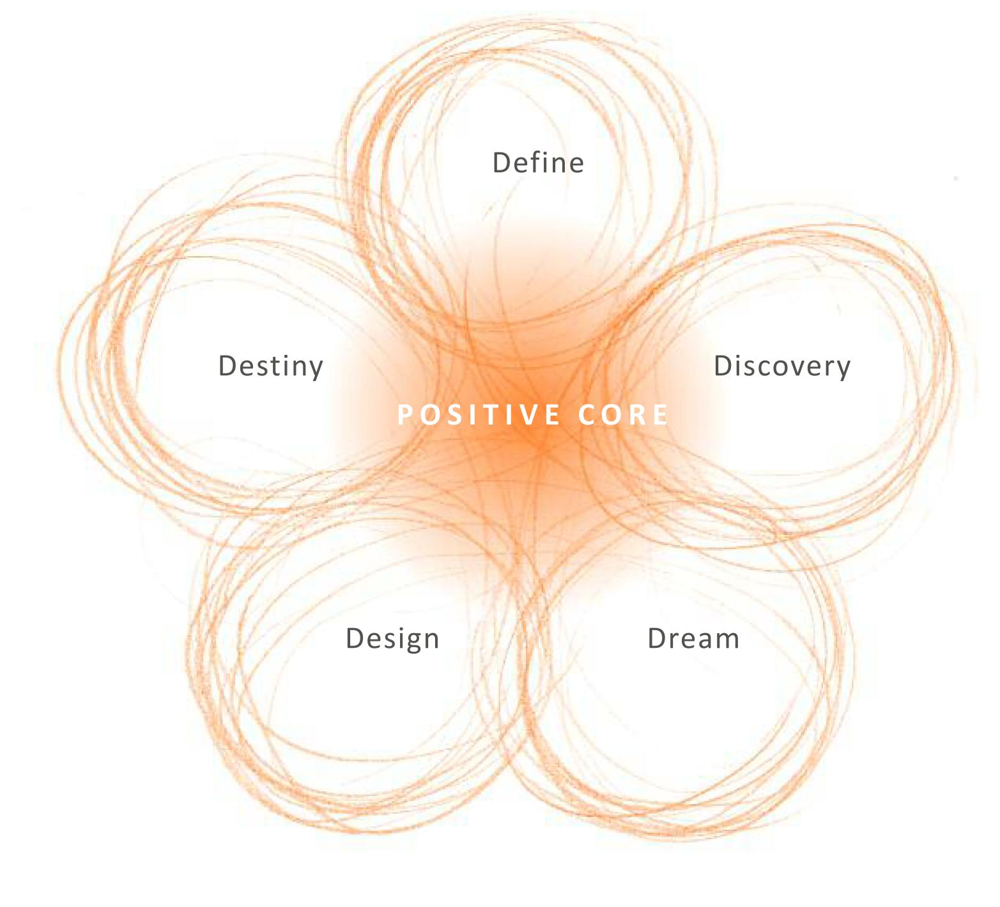 Define
Destiny
Discovery
POSITIVE CORE
Design
Dream